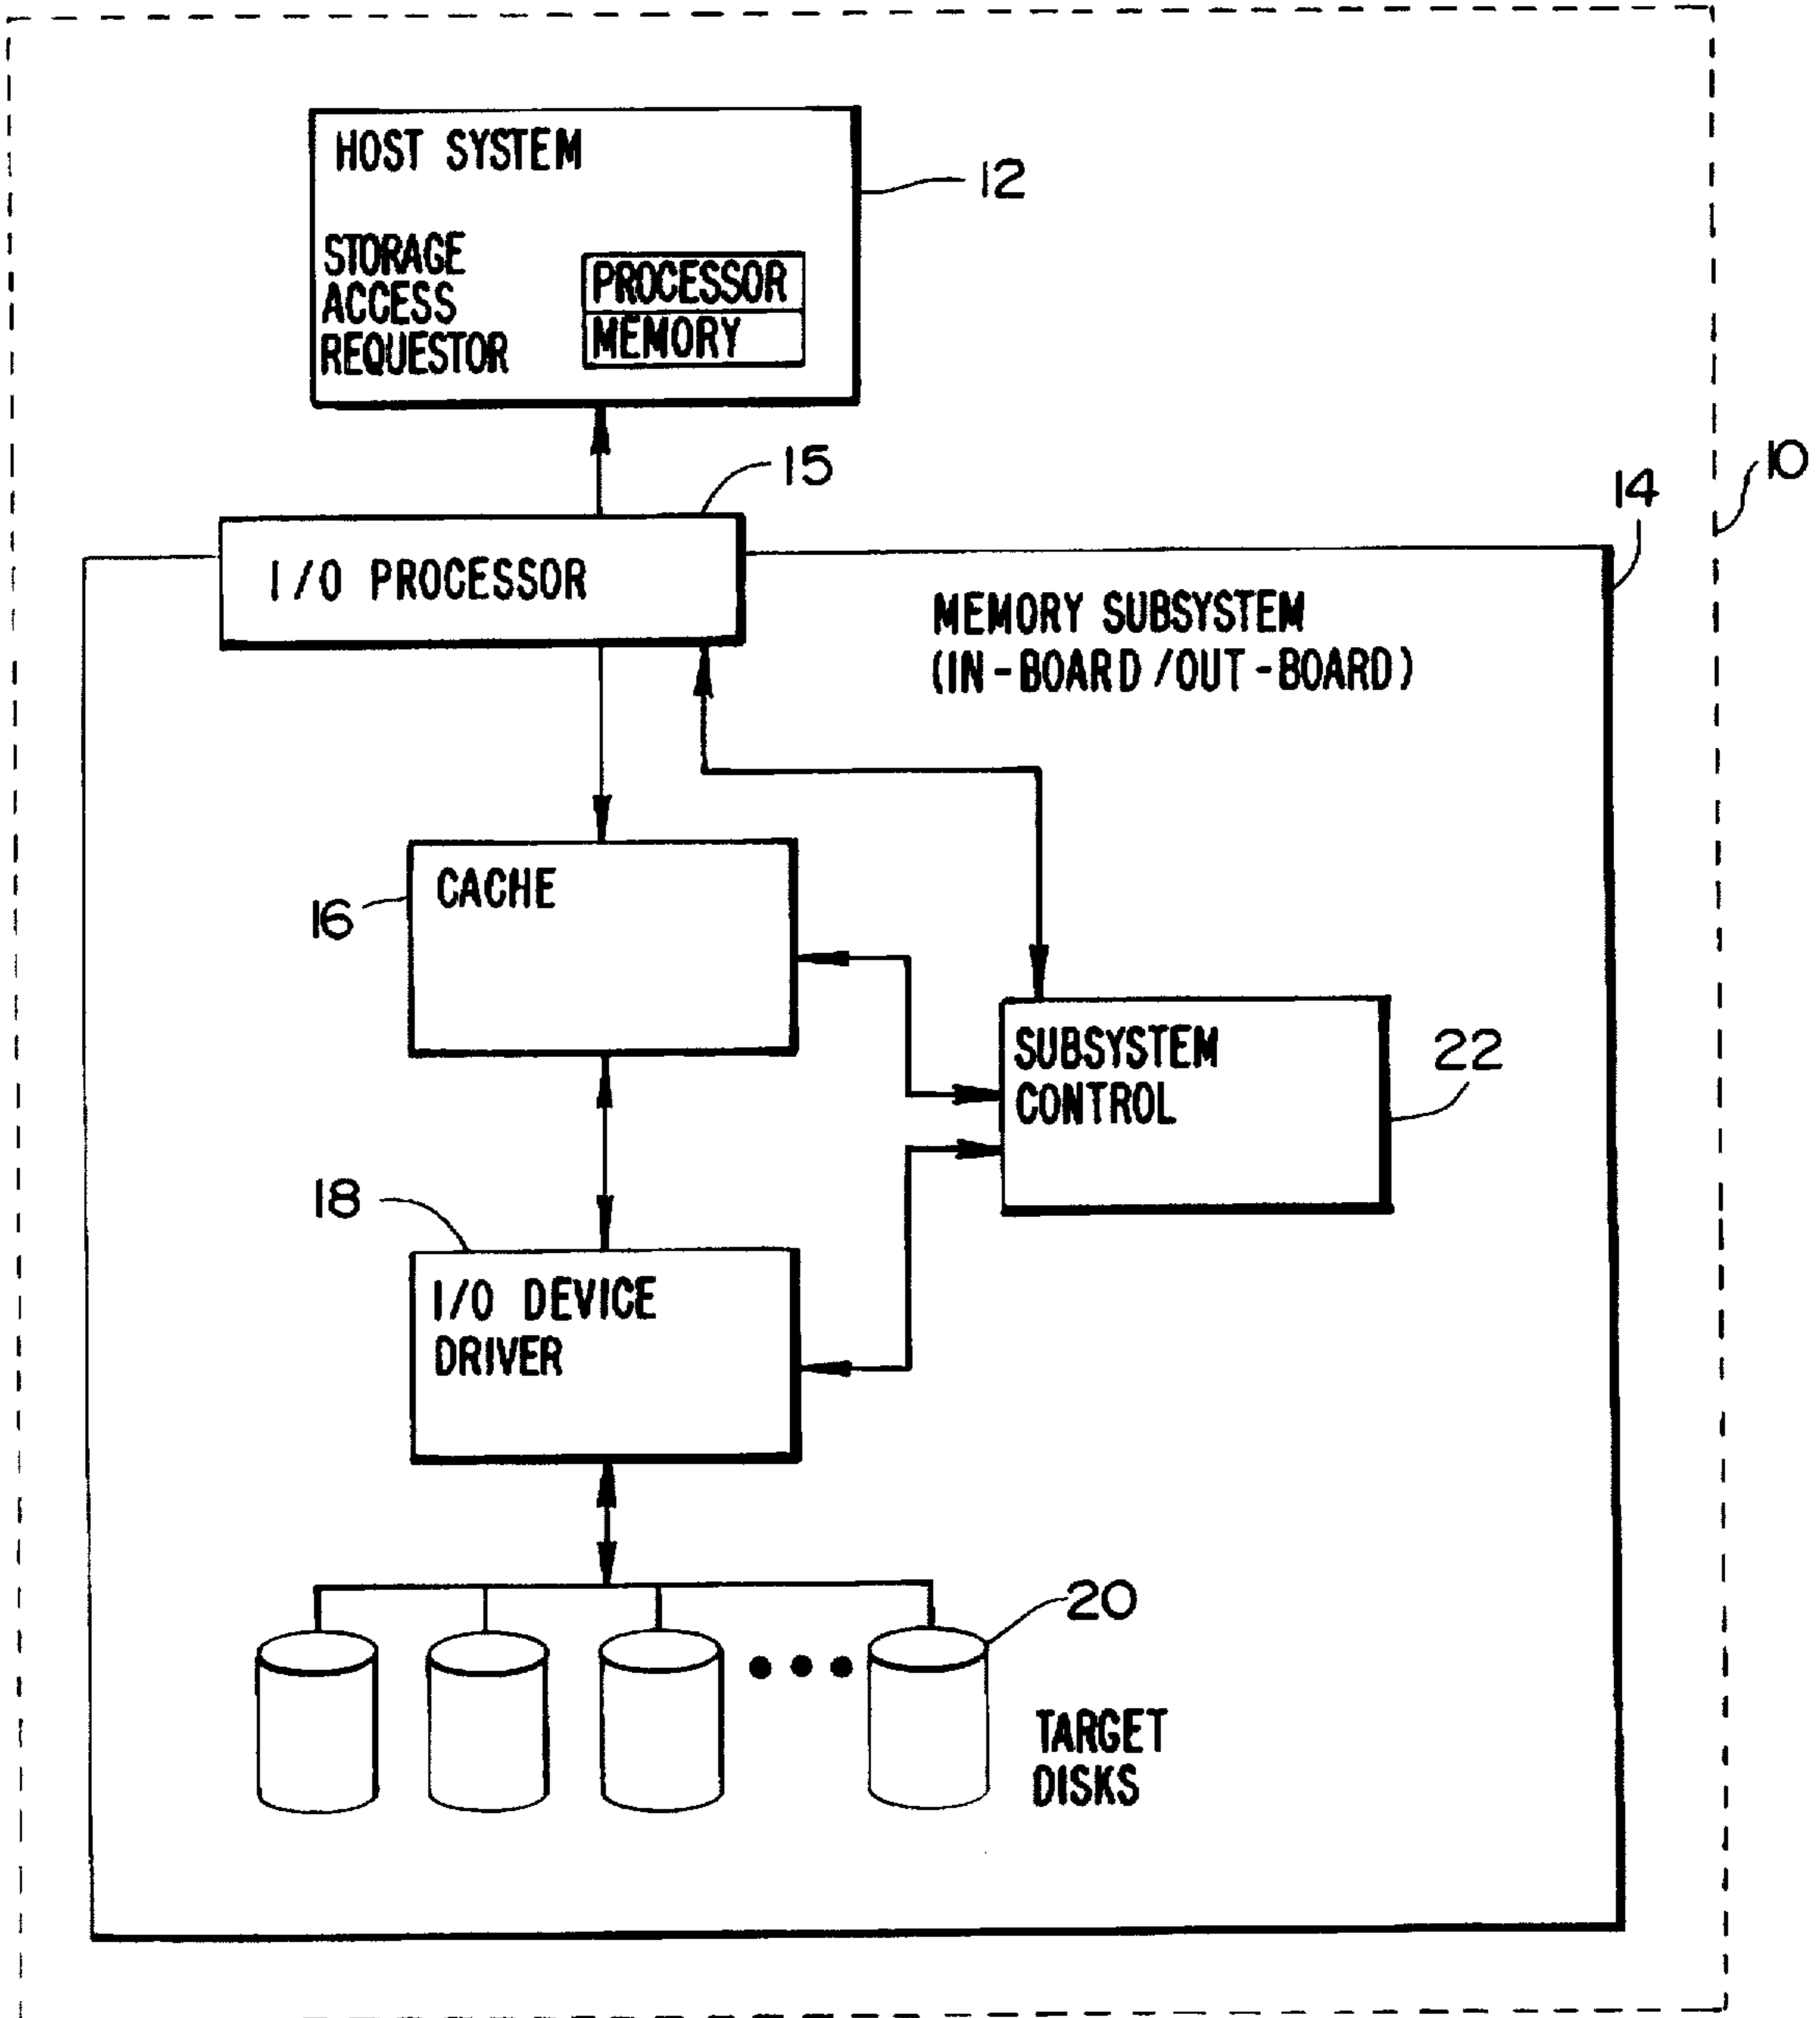 HOST SYSTEM
12
STORAGE
ACCESS
REQUESTOR
PROCESSOR
MEMORY
15
10
14
I/O PROCESSOR
MEMORY SUBSYSTEM
(IN-BOARD/OUT-BOARD)
CACHE
16
SUBSYSTEM
CONTROL
22
18
I/O DEVICE
DRIVER
20
TARGET
DISKS